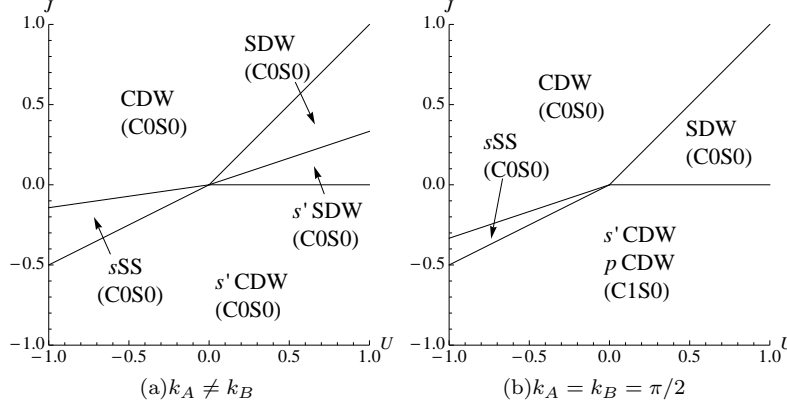 J
1.0
0.5
0.0
−0.5
−1.0
−1.0
−0.5
0.0
0.5
1.0
U
CDW
(C0S0)
SDW
(C0S0)
s' SDW
(C0S0)
sSS
(C0S0)
s' CDW
(C0S0)
(a)k_A ≠ k_B
J
1.0
0.5
0.0
−0.5
−1.0
−1.0
−0.5
0.0
0.5
1.0
U
CDW
(C0S0)
sSS
(C0S0)
SDW
(C0S0)
s' CDW
p CDW
(C1S0)
(b)k_A = k_B = π/2